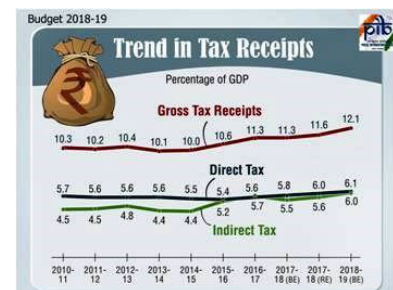 Budget 2018-19
pib
Trend in Tax Receipts
Percentage of GDP
Gross Tax Receipts
10.3 10.2 10.4 10.1 10.0 10.6 11.3 11.3 11.6 12.1
Direct Tax
5.7 5.6 5.6 5.6 5.5 5.4 5.6 5.8 6.0 6.1
4.5 4.5 4.8 4.4 4.4 5.2 5.7 5.5 5.6 6.0
Indirect Tax
2010- 2011- 2012- 2013- 2014- 2015- 2016- 2017- 2017- 2018-
11 12 13 14 15 16 17 18 (BE) 18 (RE) 19 (BE)